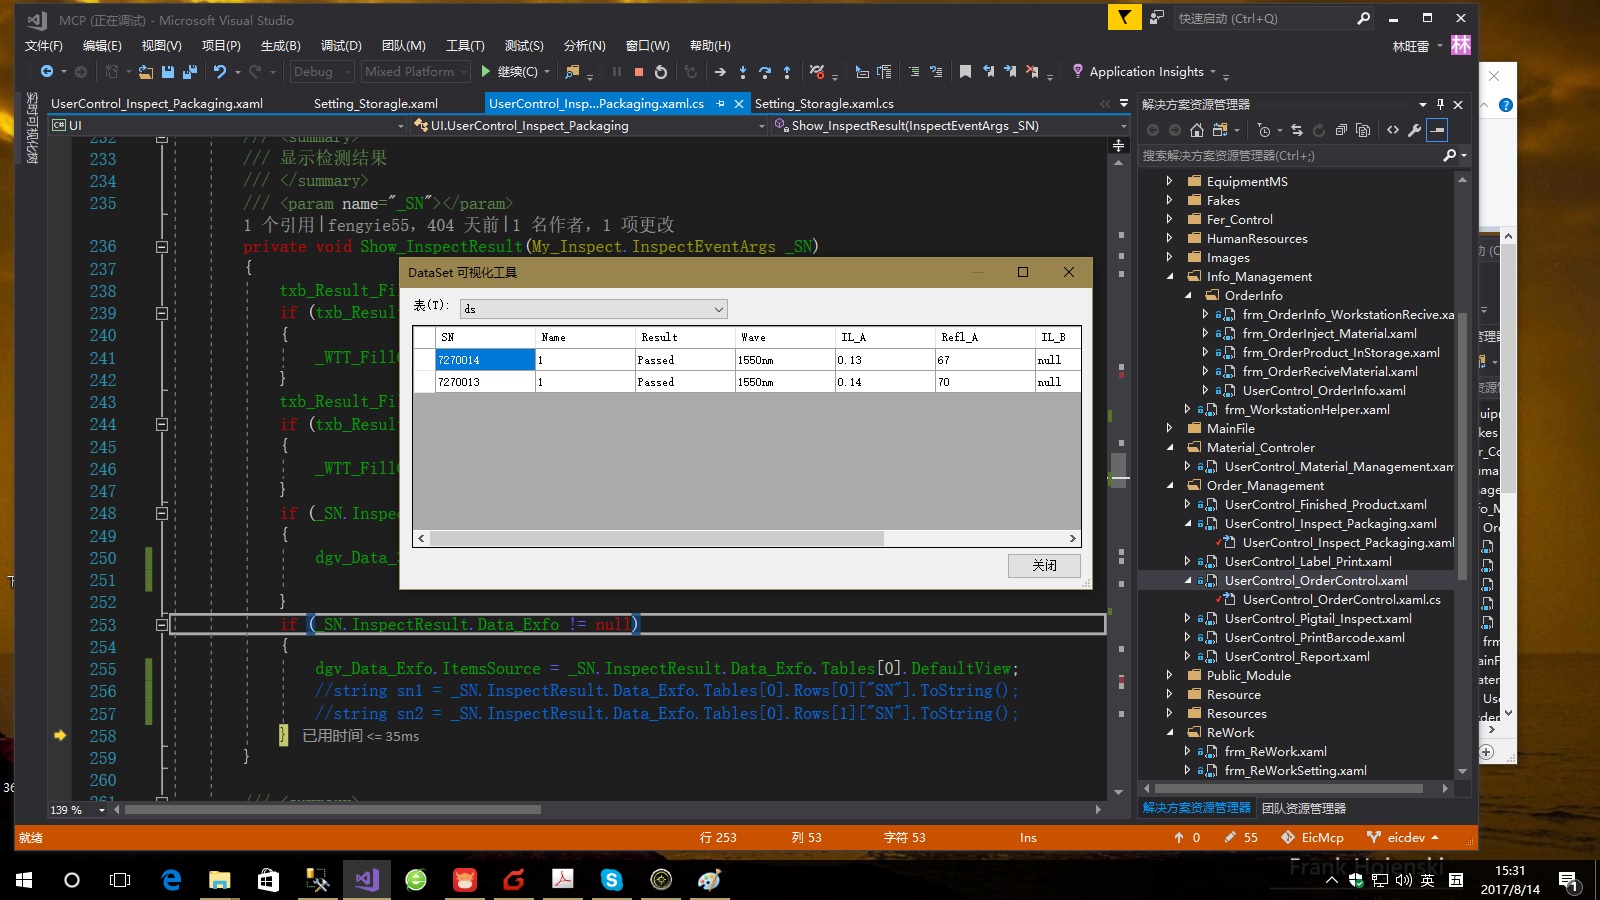 MCP (正在调试) - Microsoft Visual Studio
快速启动 (Ctrl+Q)
文件(F) 编辑(E) 视图(V) 项目(P) 生成(B) 调试(D) 团队(M) 工具(T) 测试(S) 分析(N) 窗口(W) 帮助(H)
林旺雷 林
Debug Mixed Platform 继续(C) Application Insights
实时可视化树
UserControl_Inspect_Packaging.xaml Setting_Storagle.xaml UserControl_Insp...Packaging.xaml.cs Setting_Storagle.xaml.cs
UI UI.UserControl_Inspect_Packaging Show_InspectResult(InspectEventArgs _SN)
232 /// <summary>
233 /// 显示检测结果
234 /// </summary>
235 /// <param name="_SN"></param>
1 个引用|fengyie55, 404 天前|1 名作者, 1 项更改
236 private void Show_InspectResult(My_Inspect.InspectEventArgs _SN)
237 {
238 txb_Result_Fi
239 if (txb_Resul
240 {
241 _WTT_Fill
242 }
243 txb_Result_Fi
244 if (txb_Resul
245 {
246 _WTT_Fill
247 }
248 if (_SN.Inspe
249 {
250 dgv_Data_
251
252 }
253 if (_SN.InspectResult.Data_Exfo != null)
254 {
255 dgv_Data_Exfo.ItemsSource = _SN.InspectResult.Data_Exfo.Tables[0].DefaultView;
256 //string sn1 = _SN.InspectResult.Data_Exfo.Tables[0].Rows[0]["SN"].ToString();
257 //string sn2 = _SN.InspectResult.Data_Exfo.Tables[0].Rows[1]["SN"].ToString();
258 } 已用时间 <= 35ms
259 }
260
261 /// <summary>
139 %
DataSet 可视化工具
表(T): ds
SN Name Result Wave IL_A Refl_A IL_B
7270014 1 Passed 1550nm 0.13 67 null
7270013 1 Passed 1550nm 0.14 70 null
关闭
解决方案资源管理器
搜索解决方案资源管理器(Ctrl+;)
EquipmentMS
Fakes
Fer_Control
HumanResources
Images
Info_Management
OrderInfo
frm_OrderInfo_WorkstationRecive.xa
frm_OrderInject_Material.xaml
frm_OrderProduct_InStorage.xaml
frm_OrderReciveMaterial.xaml
UserControl_OrderInfo.xaml
frm_WorkstationHelper.xaml
MainFile
Material_Controler
UserControl_Material_Management.xam
Order_Management
UserControl_Finished_Product.xaml
UserControl_Inspect_Packaging.xaml
UserControl_Inspect_Packaging.xaml
UserControl_Label_Print.xaml
UserControl_OrderControl.xaml
UserControl_OrderControl.xaml.cs
UserControl_Pigtail_Inspect.xaml
UserControl_PrintBarcode.xaml
UserControl_Report.xaml
Public_Module
Resource
Resources
ReWork
frm_ReWork.xaml
frm_ReWorkSetting.xaml
解决方案资源管理器 团队资源管理器
就绪 行 253 列 53 字符 53 Ins 0 55 EicMcp eicdev
英 五
15:31
2017/8/14
1